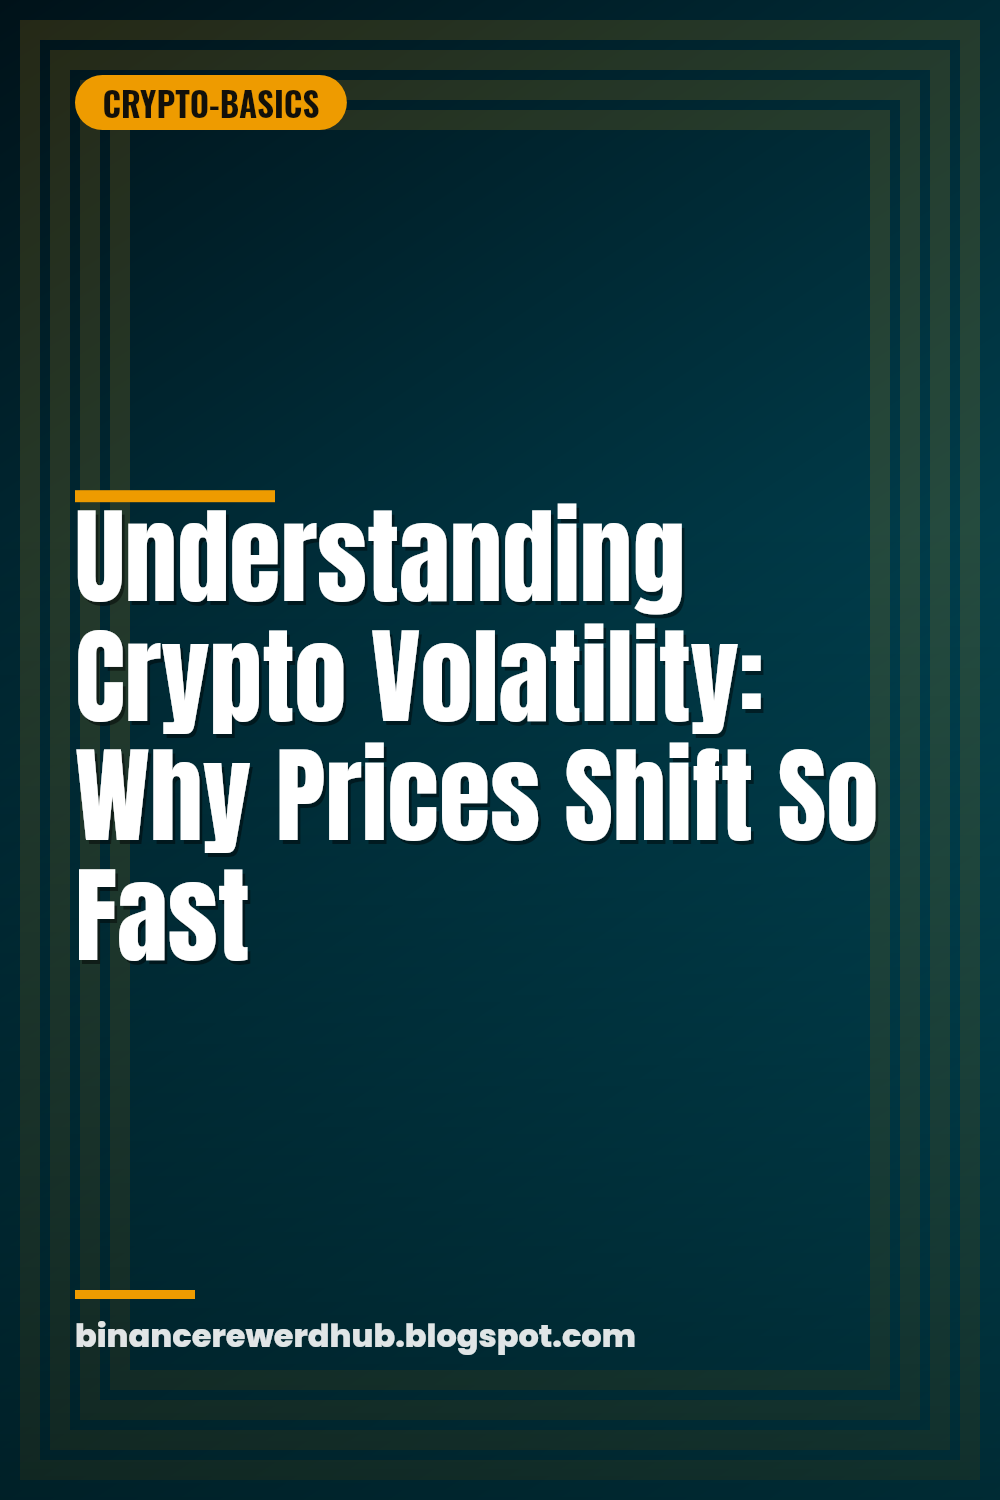 CRYPTO-BASICS
Understanding
Crypto Volatility:
Why Prices Shift So
Fast
binancerewerdhub.blogspot.com